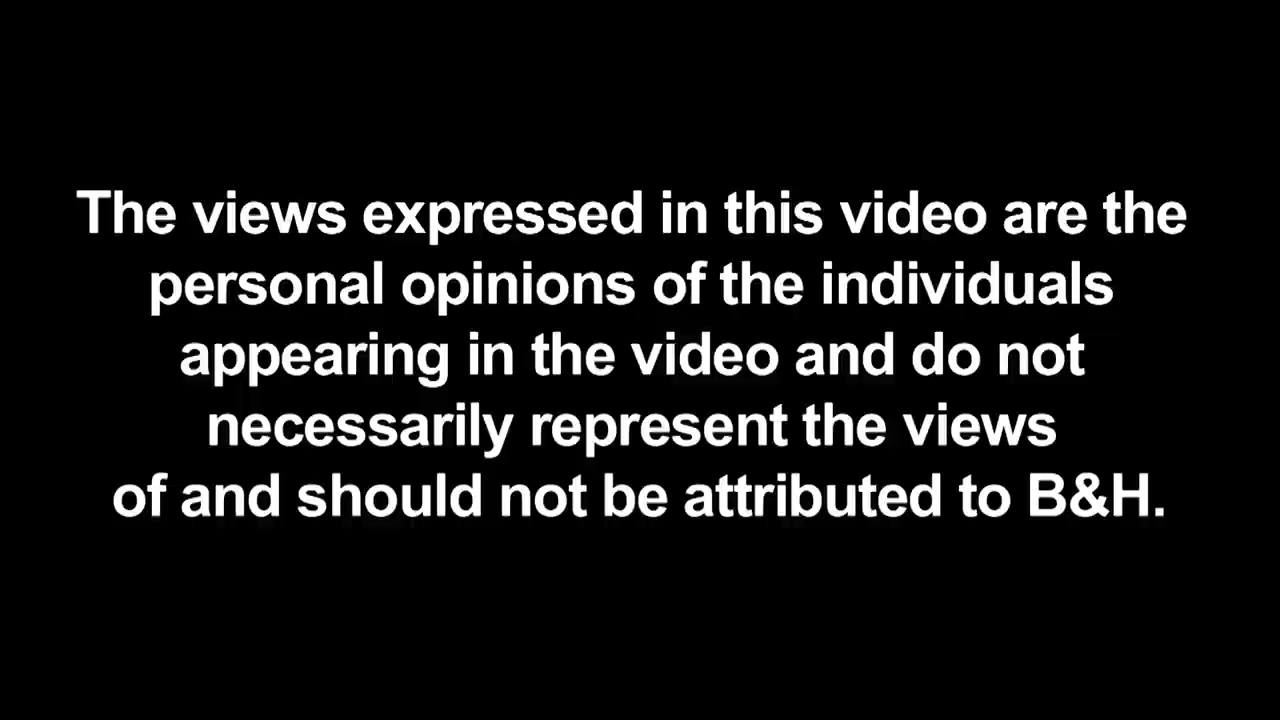 The views expressed in this video are the
personal opinions of the individuals
appearing in the video and do not
necessarily represent the views
of and should not be attributed to B&H.